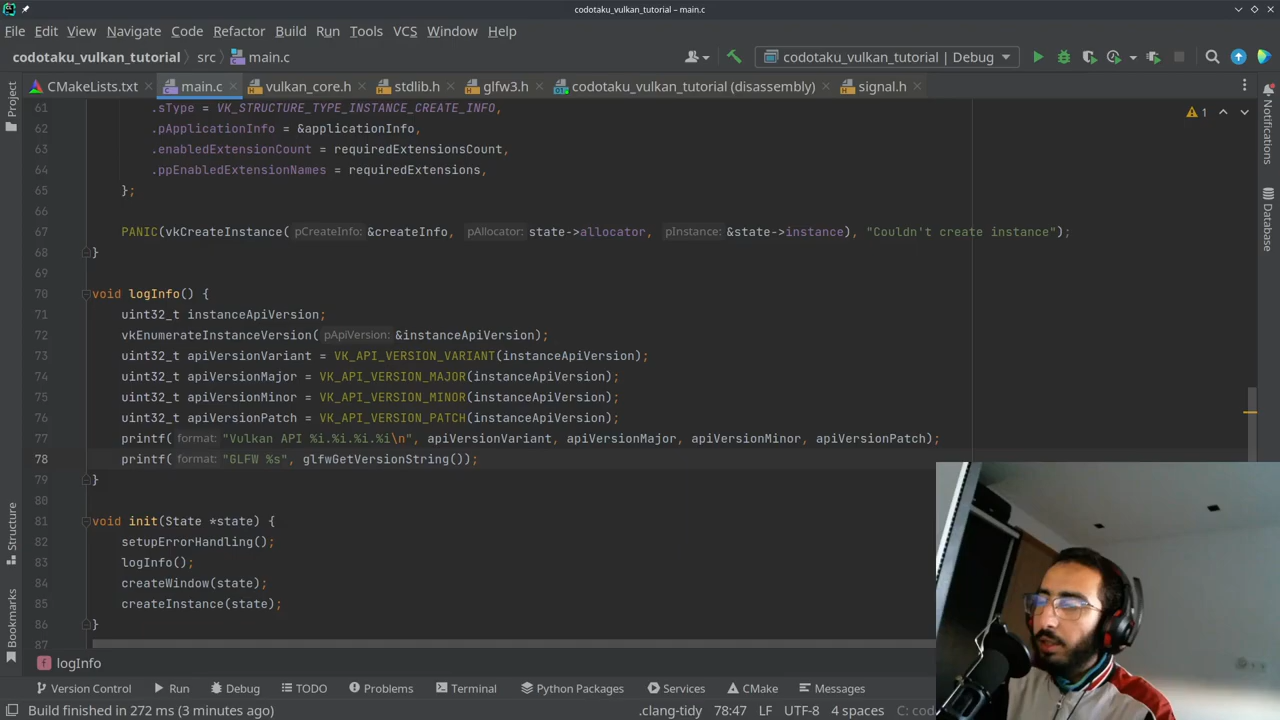 codotaku_vulkan_tutorial – main.c
File Edit View Navigate Code Refactor Build Run Tools VCS Window Help
codotaku_vulkan_tutorial src main.c codotaku_vulkan_tutorial | Debug
CMakeLists.txt main.c vulkan_core.h stdlib.h glfw3.h codotaku_vulkan_tutorial (disassembly) signal.h
Project
Structure
Bookmarks
Notifications
Database
1
61 .sType = VK_STRUCTURE_TYPE_INSTANCE_CREATE_INFO,
62 .pApplicationInfo = &applicationInfo,
63 .enabledExtensionCount = requiredExtensionsCount,
64 .ppEnabledExtensionNames = requiredExtensions,
65 };
66
67 PANIC(vkCreateInstance( pCreateInfo: &createInfo, pAllocator: state->allocator, pInstance: &state->instance), "Couldn't create instance");
68 }
69
70 void logInfo() {
71 uint32_t instanceApiVersion;
72 vkEnumerateInstanceVersion( pApiVersion: &instanceApiVersion);
73 uint32_t apiVersionVariant = VK_API_VERSION_VARIANT(instanceApiVersion);
74 uint32_t apiVersionMajor = VK_API_VERSION_MAJOR(instanceApiVersion);
75 uint32_t apiVersionMinor = VK_API_VERSION_MINOR(instanceApiVersion);
76 uint32_t apiVersionPatch = VK_API_VERSION_PATCH(instanceApiVersion);
77 printf( format: "Vulkan API %i.%i.%i.%i\n", apiVersionVariant, apiVersionMajor, apiVersionMinor, apiVersionPatch);
78 printf( format: "GLFW %s", glfwGetVersionString());
79 }
80
81 void init(State *state) {
82 setupErrorHandling();
83 logInfo();
84 createWindow(state);
85 createInstance(state);
86 }
87
f logInfo
Version Control Run Debug TODO Problems Terminal Python Packages Services CMake Messages
Build finished in 272 ms (3 minutes ago) .clang-tidy 78:47 LF UTF-8 4 spaces C: cod